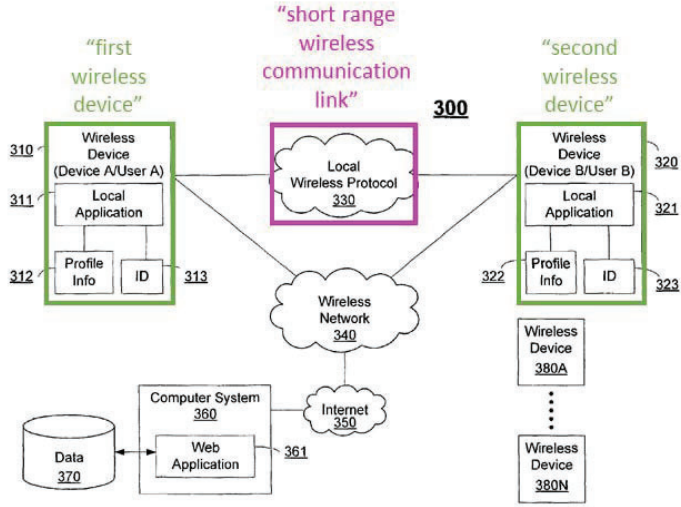 “short range
wireless
communication
link”
“first
wireless
device”
“second
wireless
device”
300
310
Wireless
Device
(Device A/User A)
311
Local
Application
312
Profile
Info
ID
313
Local
Wireless Protocol
330
Wireless
Device
(Device B/User B)
320
Local
Application
321
322
Profile
Info
ID
323
Wireless
Network
340
Wireless
Device
380A
Computer System
360
Internet
350
Web
Application
361
Data
370
Wireless
Device
380N